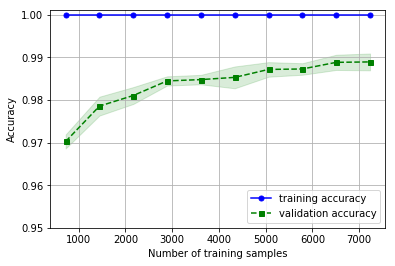 1.00
0.99
0.98
0.97
0.96
0.95
Accuracy
1000 2000 3000 4000 5000 6000 7000
Number of training samples
training accuracy
validation accuracy